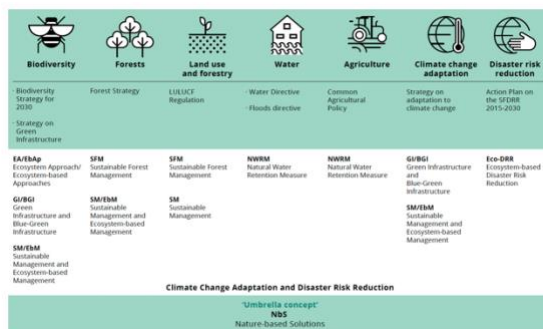 Biodiversity
· Biodiversity
Strategy for
2030
· Strategy on
Green
Infrastructure
EA/EbAp
Ecosystem Approach/
Ecosystem-based
Approaches
GI/BGI
Green
Infrastructure and
Blue-Green
Infrastructure
SM/EbM
Sustainable
Management and
Ecosystem-based
Management
Forests
Forest Strategy
SFM
Sustainable Forest
Management
SM/EbM
Sustainable
Management and
Ecosystem-based
Management
Land use
and forestry
LULUCF
Regulation
SFM
Sustainable Forest
Management
SM
Sustainable
Management
Water
· Water Directive
· Floods directive
NWRM
Natural Water
Retention Measure
Agriculture
Common
Agricultural
Policy
NWRM
Natural Water
Retention Measure
Climate change
adaptation
Strategy on
adaptation to
climate change
GI/BGI
Green Infrastructure
and
Blue-Green
Infrastructure
SM/EbM
Sustainable
Management and
Ecosystem-based
Management
Disaster risk
reduction
Action Plan on
the SFDRR
2015-2030
Eco-DRR
Ecosystem-based
Disaster Risk
Reduction
Climate Change Adaptation and Disaster Risk Reduction
'Umbrella concept'
NbS
Nature-based Solutions